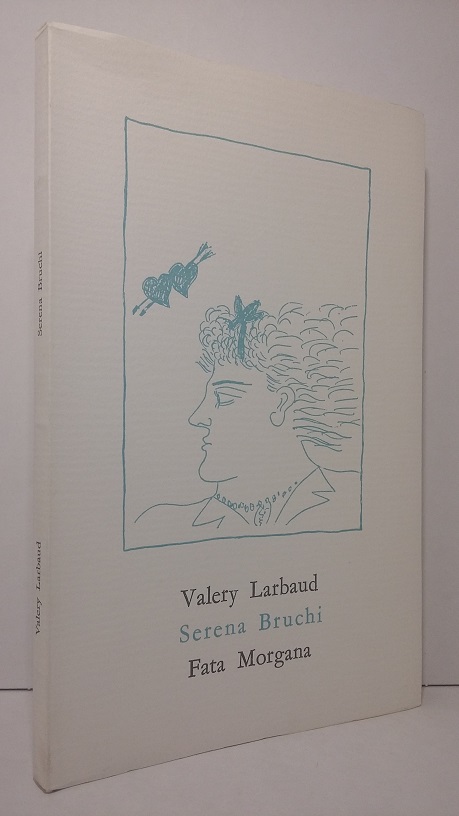 Valery Larbaud
Serena Bruchi
Fata Morgana
Serena Bruchi
Valery Larbaud